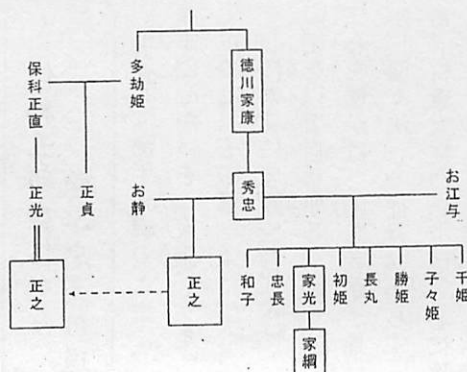 徳川家康
多劫姫
保科正直
お江与
秀忠
お静
正貞
正光
千姫
子々姫
勝姫
長丸
初姫
家光
忠長
和子
正之
正之
家綱